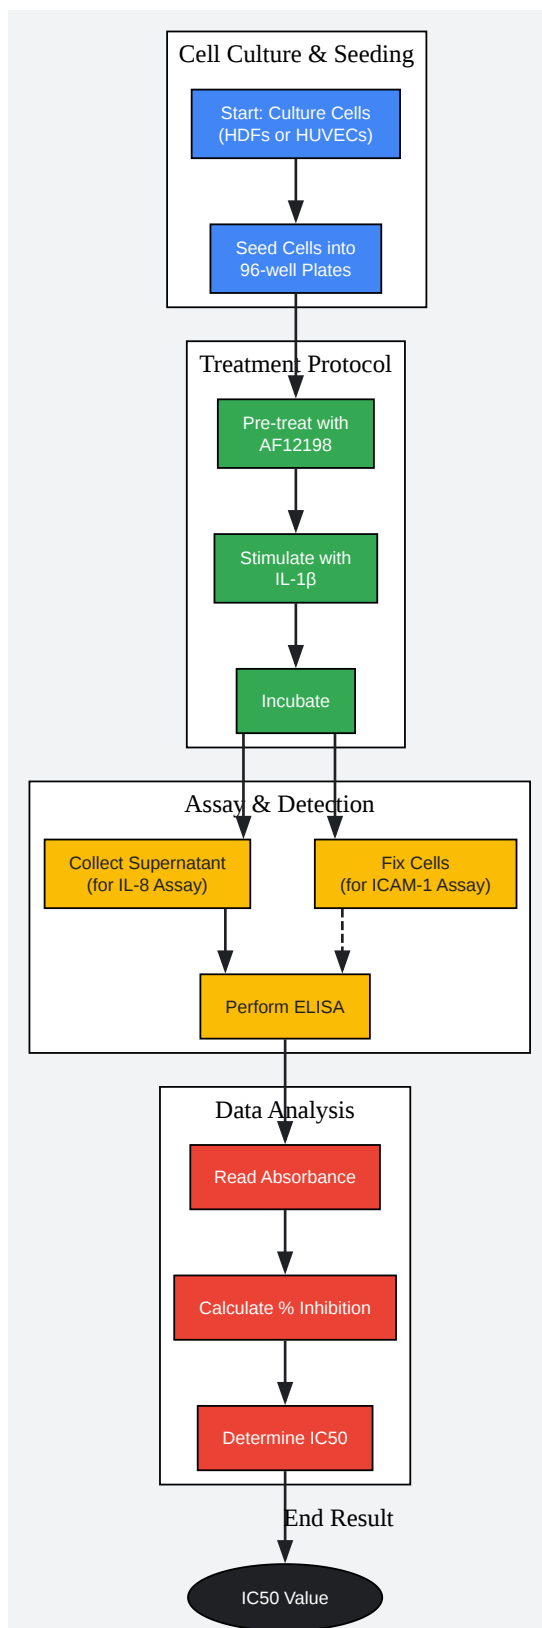 Cell Culture & Seeding
Start: Culture Cells
(HDFs or HUVECs)
Seed Cells into
96-well Plates
Treatment Protocol
Pre-treat with
AF12198
Stimulate with
IL-1β
Incubate
Assay & Detection
Collect Supernatant
(for IL-8 Assay)
Fix Cells
(for ICAM-1 Assay)
Perform ELISA
Data Analysis
Read Absorbance
Calculate % Inhibition
Determine IC50
End Result
IC50 Value